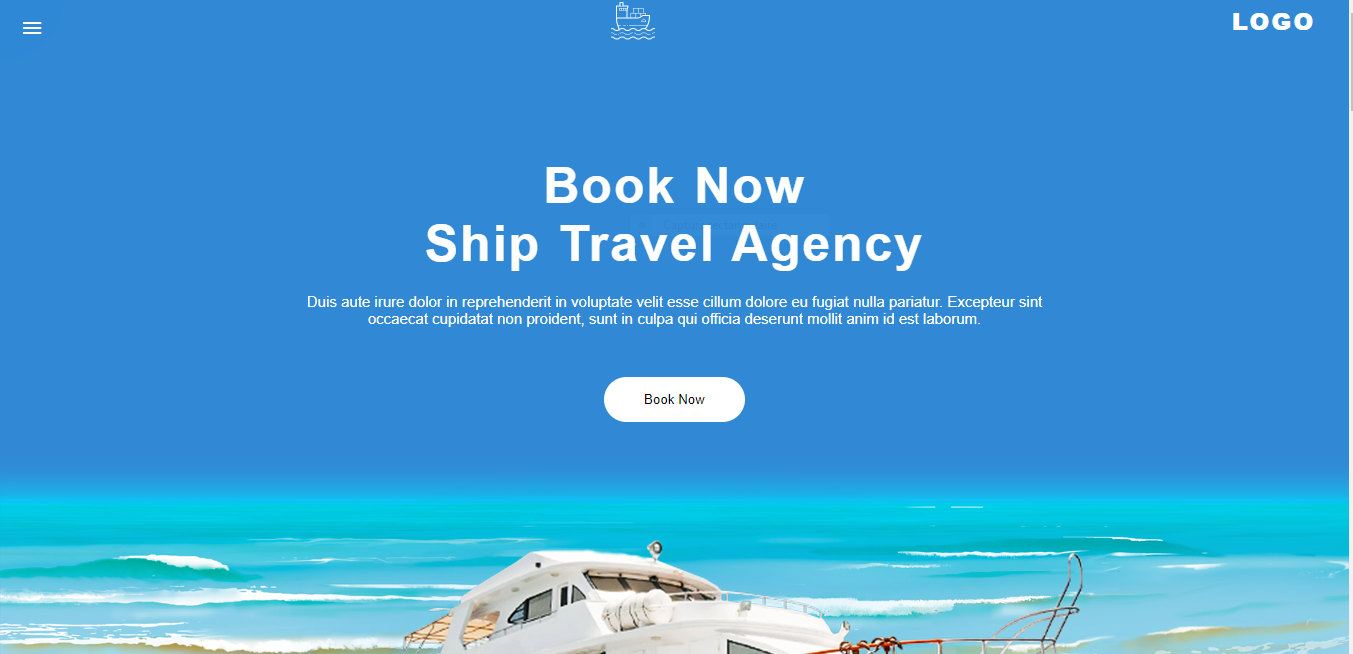 LOGO
Book Now
Ship Travel Agency
Duis aute irure dolor in reprehenderit in voluptate velit esse cillum dolore eu fugiat nulla pariatur. Excepteur sint
occaecat cupidatat non proident, sunt in culpa qui officia deserunt mollit anim id est laborum.
Book Now